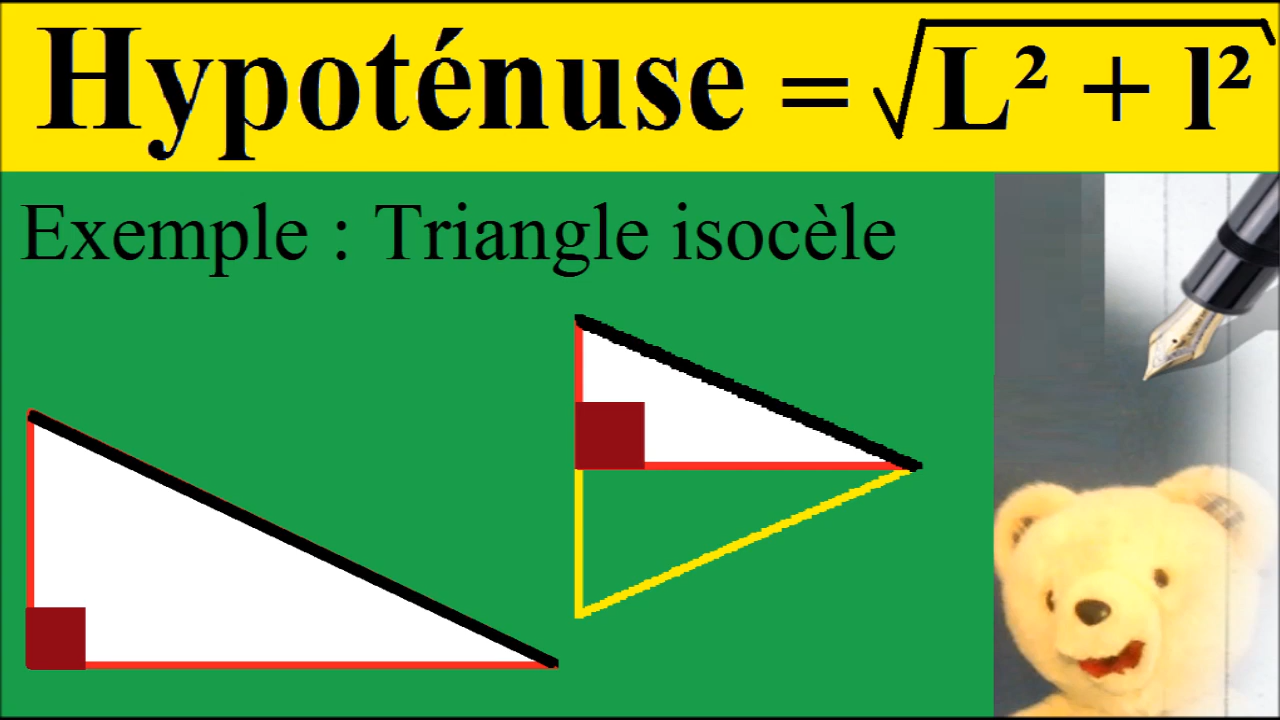 Hypoténuse = √L² + l²
Exemple : Triangle isocèle